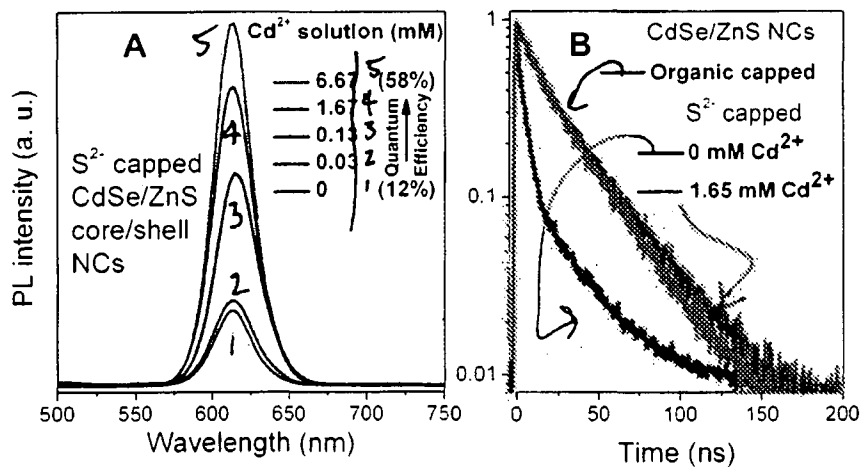 A
Cd²⁺ solution (mM)
5
6.67 5 (58%)
1.67 4
0.13 3
0.03 2
0 1 (12%)
Quantum
Efficiency
4
3
2
1
S²⁻ capped
CdSe/ZnS
core/shell
NCs
PL intensity (a. u.)
500 550 600 650 700 750
Wavelength (nm)
B
CdSe/ZnS NCs
Organic capped
S²⁻ capped
0 mM Cd²⁺
1.65 mM Cd²⁺
1
0.1
0.01
0 50 100 150 200
Time (ns)